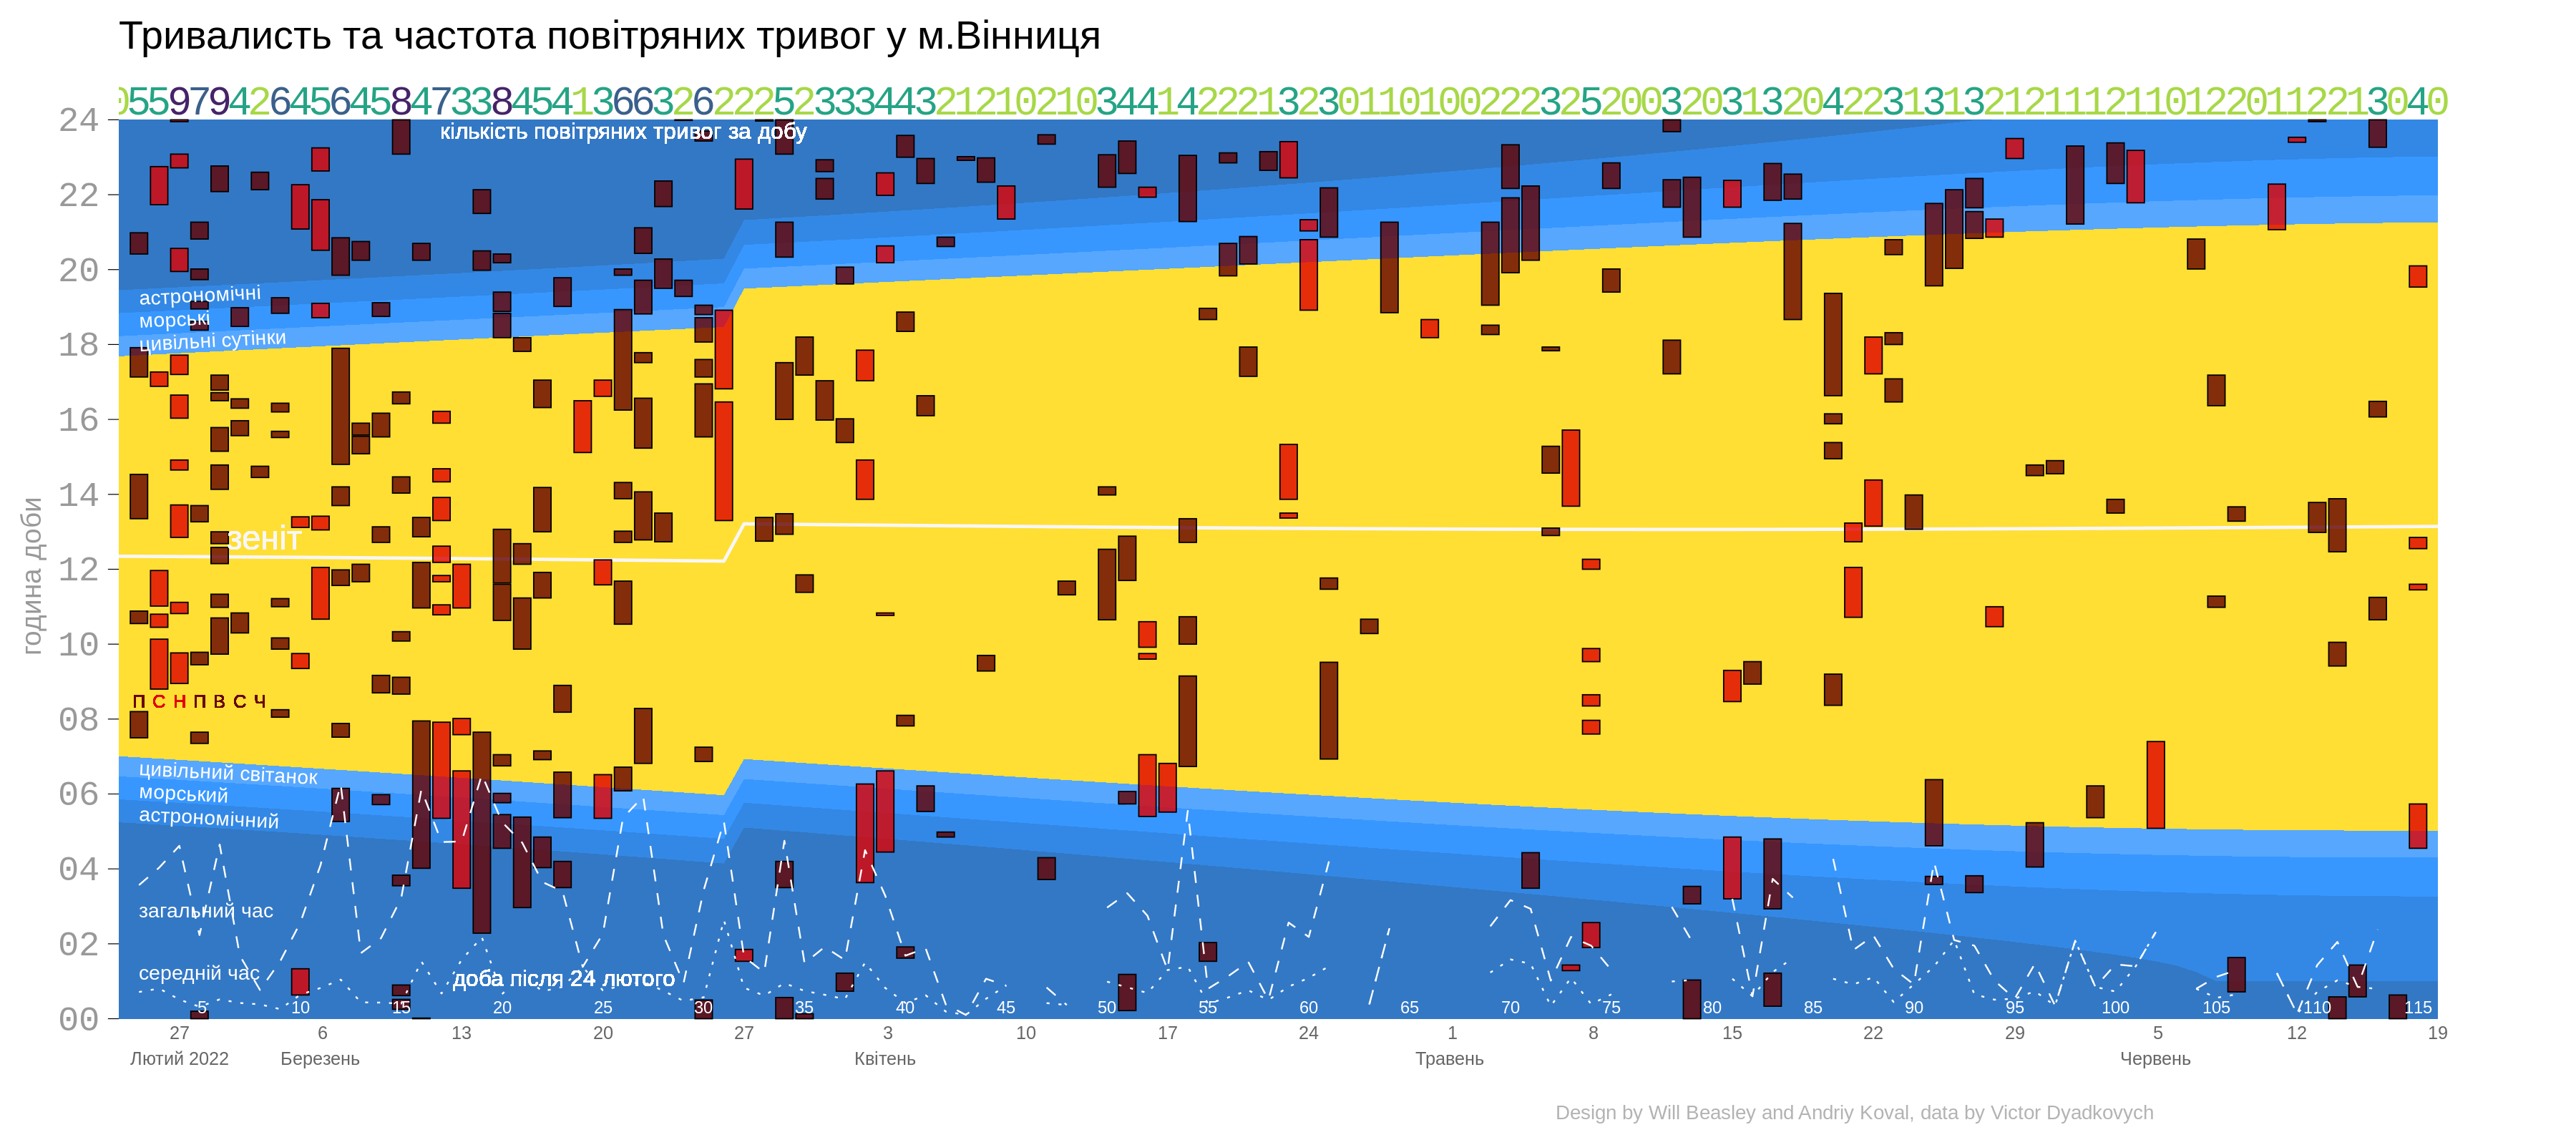 Тривалисть та частота повітряних тривог у м.Вінниця
05597942645645847338454136632622252333443212102103441422213230110100222325200320313204223131321211121101220112213040
24
кількість повітряних тривог за добу
22
20
астрономічні
морські
цивільні сутінки
18
16
14
зеніт
12
10
година доби
П С Н П В С Ч
08
цивільний світанок
морський
астрономічний
06
04
загальний час
02
середній час
доба після 24 лютого
5 10 15 20 25 30 35 40 45 50 55 60 65 70 75 80 85 90 95 100 105 110 115
00
27 6 13 20 27 3 10 17 24 1 8 15 22 29 5 12 19
Лютий 2022 Березень Квітень Травень Червень
Design by Will Beasley and Andriy Koval, data by Victor Dyadkovych